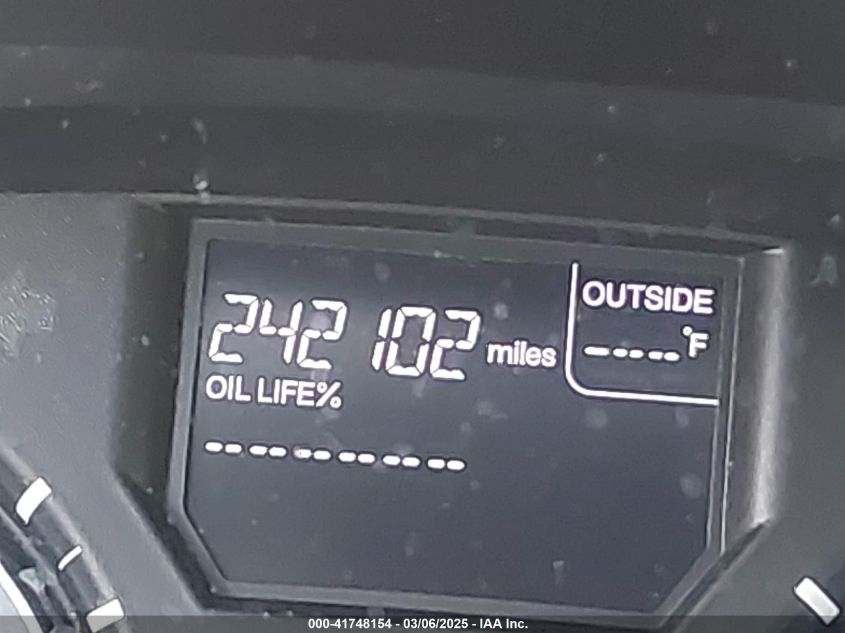 242102 miles
OIL LIFE%
------------
OUTSIDE
----°F
000-41748154 - 03/06/2025 - IAA Inc.